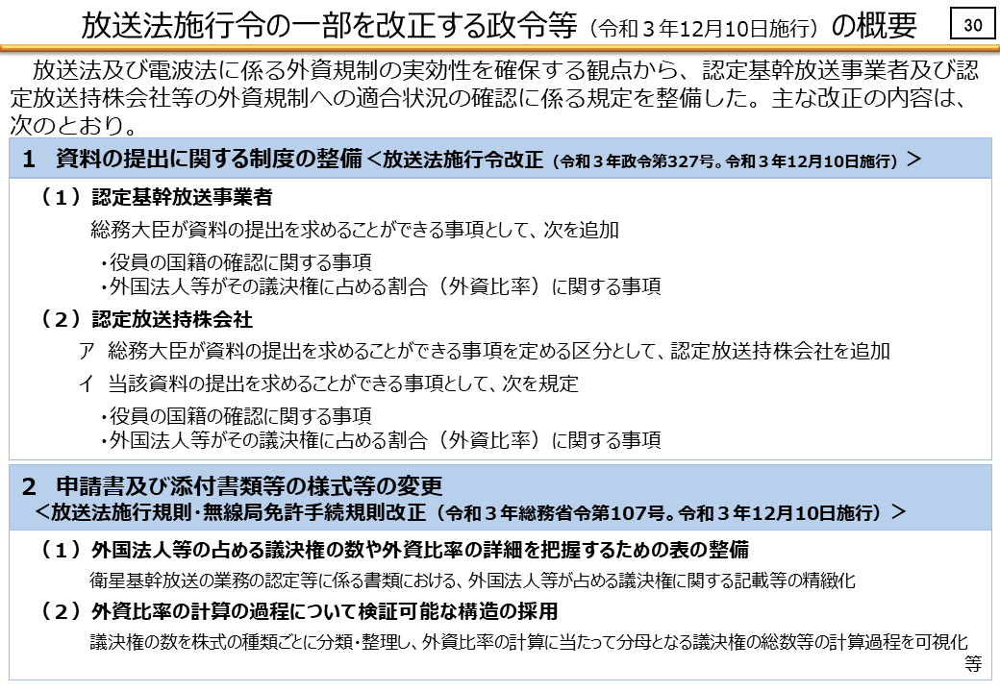 放送法施行令の一部を改正する政令等（令和３年12月10日施行）の概要
30
放送法及び電波法に係る外資規制の実効性を確保する観点から、認定基幹放送事業者及び認
定放送持株会社等の外資規制への適合状況の確認に係る規定を整備した。主な改正の内容は、
次のとおり。
１　資料の提出に関する制度の整備＜放送法施行令改正（令和３年政令第327号。令和３年12月10日施行）＞
（１）認定基幹放送事業者
総務大臣が資料の提出を求めることができる事項として、次を追加
・役員の国籍の確認に関する事項
・外国法人等がその議決権に占める割合（外資比率）に関する事項
（２）認定放送持株会社
ア　総務大臣が資料の提出を求めることができる事項を定める区分として、認定放送持株会社を追加
イ　当該資料の提出を求めることができる事項として、次を規定
・役員の国籍の確認に関する事項
・外国法人等がその議決権に占める割合（外資比率）に関する事項
２　申請書及び添付書類等の様式等の変更
＜放送法施行規則・無線局免許手続規則改正（令和３年総務省令第107号。令和３年12月10日施行）＞
（１）外国法人等の占める議決権の数や外資比率の詳細を把握するための表の整備
衛星基幹放送の業務の認定等に係る書類における、外国法人等が占める議決権に関する記載等の精緻化
（２）外資比率の計算の過程について検証可能な構造の採用
議決権の数を株式の種類ごとに分類・整理し、外資比率の計算に当たって分母となる議決権の総数等の計算過程を可視化
等